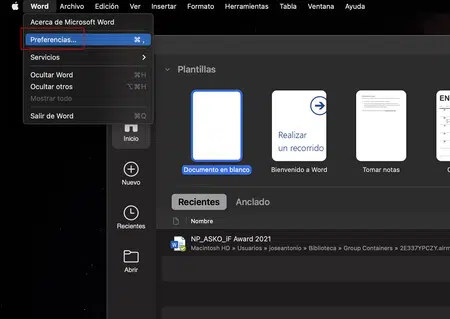 Word Archivo Edición Ver Insertar Formato Herramientas Tabla Ventana Ayuda
Acerca de Microsoft Word
Preferencias... ⌘ ,
Servicios
Ocultar Word ⌘H
Ocultar otros ⌥⌘H
Mostrar todo
Salir de Word ⌘Q
Inicio
Nuevo
Recientes
Abrir
Plantillas
Realizar
un recorrido
EN
Documento en blanco Bienvenido a Word Tomar notas
Recientes Anclado
Nombre
NP_ASKO_iF Award 2021
Macintosh HD » Usuarios » joseantonio » Biblioteca » Group Containers » 2E337YPCZY.airm